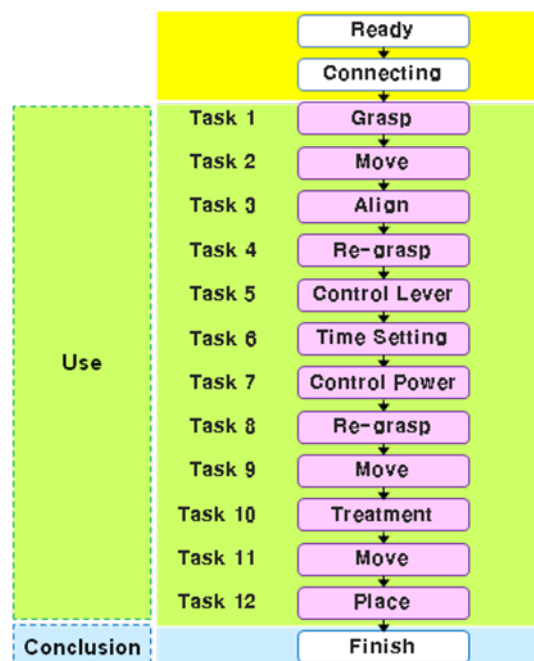 Ready
Connecting
Task 1 Grasp
Task 2 Move
Task 3 Align
Task 4 Re-grasp
Task 5 Control Lever
Task 6 Time Setting
Use
Task 7 Control Power
Task 8 Re-grasp
Task 9 Move
Task 10 Treatment
Task 11 Move
Task 12 Place
Conclusion Finish